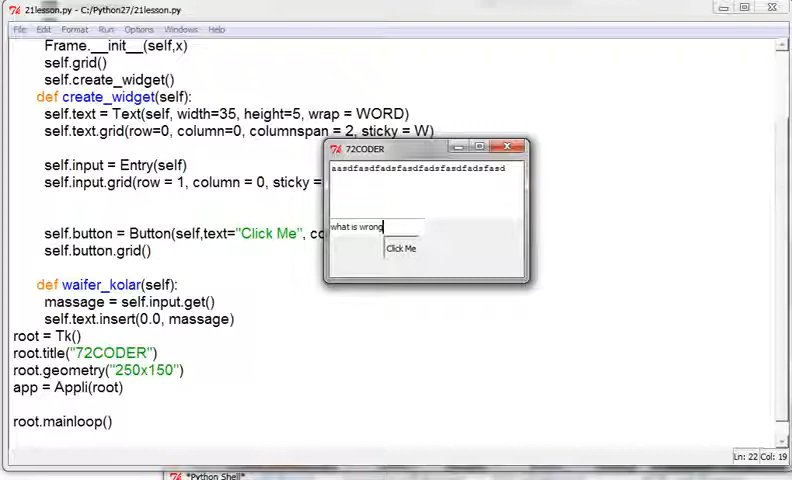 21lesson.py - C:/Python27/21lesson.py
File Edit Format Run Options Windows Help
Frame.__init__(self,x)
self.grid()
self.create_widget()
def create_widget(self):
self.text = Text(self, width=35, height=5, wrap = WORD)
self.text.grid(row=0, column=0, columnspan = 2, sticky = W)
72CODER
aasdfasdfadsfasdfadsfasdfadsfasd
self.input = Entry(self)
self.input.grid(row = 1, column = 0, sticky =
what is wrong
self.button = Button(self,text="Click Me", co
Click Me
self.button.grid()
def waifer_kolar(self):
massage = self.input.get()
self.text.insert(0.0, massage)
root = Tk()
root.title("72CODER")
root.geometry("250x150")
app = Appli(root)
root.mainloop()
Ln: 22 Col: 19
*Python Shell*